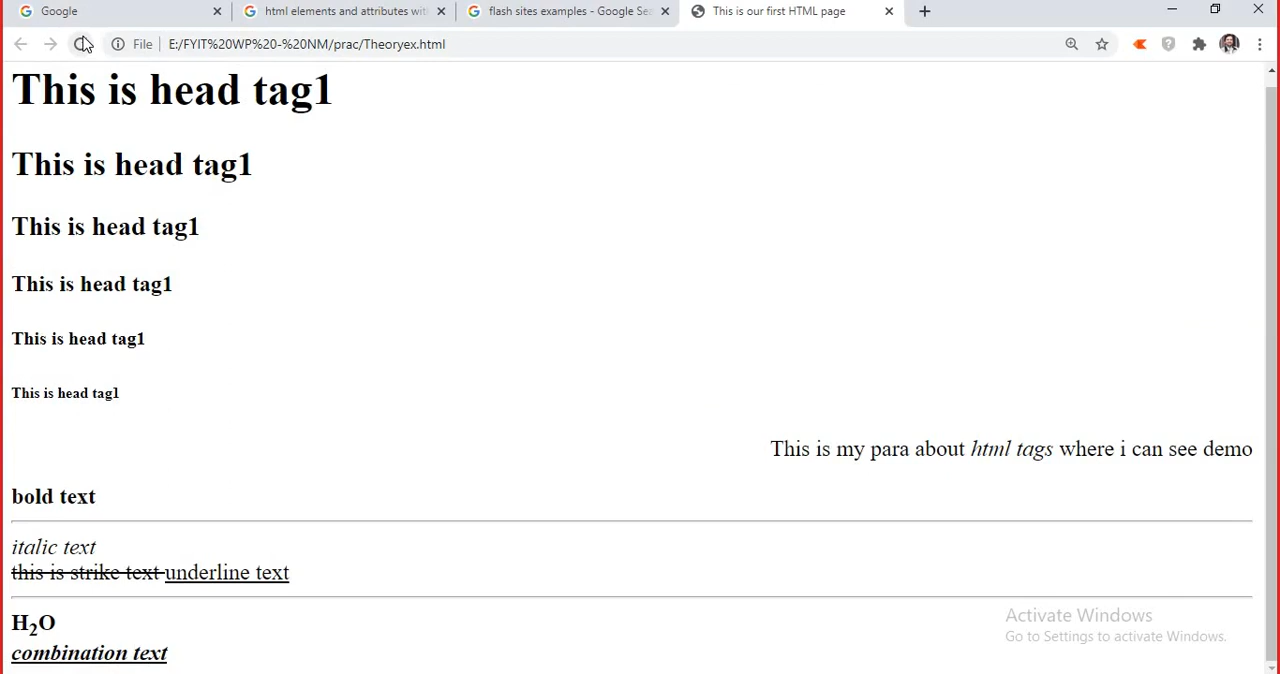 Google
html elements and attributes wit
flash sites examples - Google Sea
This is our first HTML page
File
E:/FYIT%20WP%20-%20NM/prac/Theoryex.html
This is head tag1
This is head tag1
This is head tag1
This is head tag1
This is head tag1
This is head tag1
This is my para about html tags where i can see demo
bold text
italic text
this is strike text underline text
H₂O
combination text
Activate Windows
Go to Settings to activate Windows.